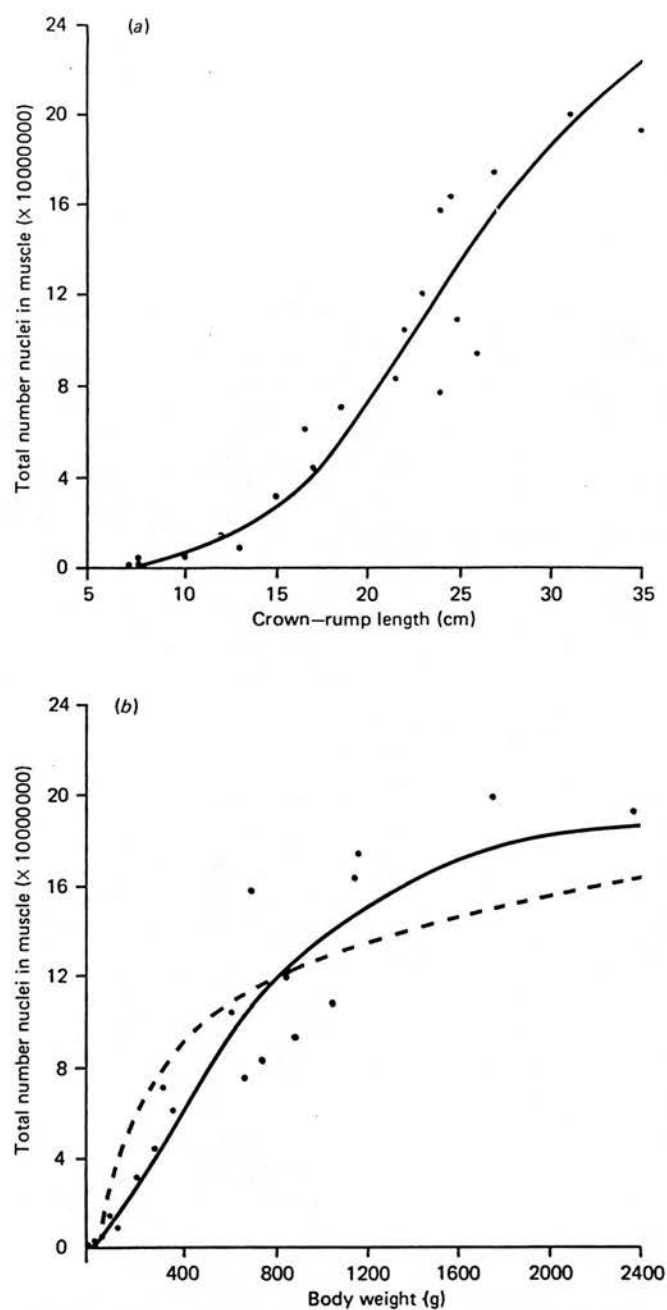 (a)
24
20
16
12
8
4
0
Total number nuclei in muscle (× 10000000)
5 10 15 20 25 30 35
Crown—rump length (cm)
(b)
24
20
16
12
8
4
0
Total number nuclei in muscle (× 10000000)
400 800 1200 1600 2000 2400
Body weight (g)